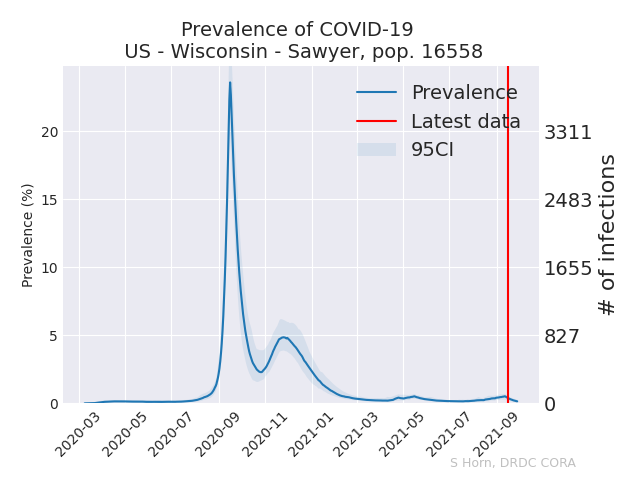 Prevalence of COVID-19
US - Wisconsin - Sawyer, pop. 16558
Prevalence
Latest data
95CI
Prevalence (%)
20
15
10
5
0
3311
2483
1655
827
0
# of infections
2020-03
2020-05
2020-07
2020-09
2020-11
2021-01
2021-03
2021-05
2021-07
2021-09
S Horn, DRDC CORA